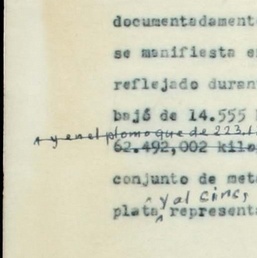 documentadament
se manifiesta e
reflejado duran
bajó de 14.555
y en el plomo que de 223.1
62.492,002 kilo
conjunto de met
y al cinc,
plata representa